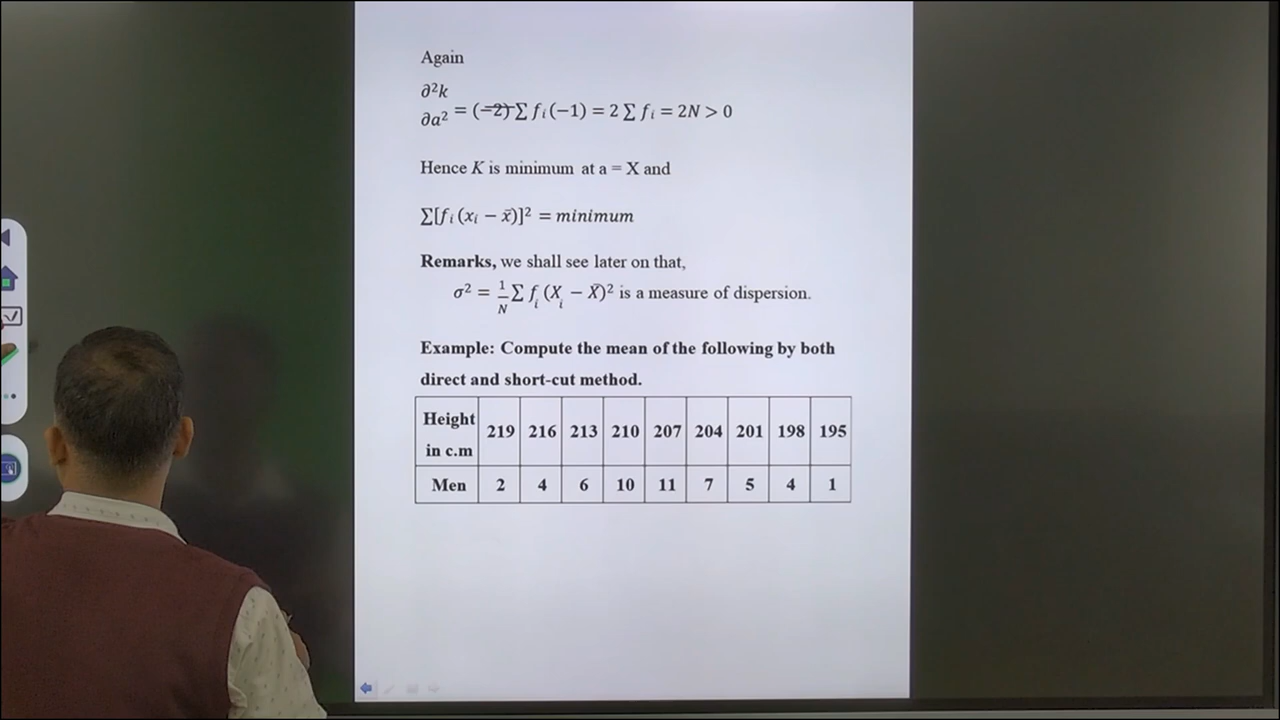 Again
∂²k
∂a² = (−2) ∑ fᵢ(−1) = 2 ∑ fᵢ = 2N > 0
Hence K is minimum at a = X and
∑[fᵢ(xᵢ − x̄)]² = minimum
Remarks, we shall see later on that,
σ² = 1/N ∑ fᵢ (Xᵢ − X̄)² is a measure of dispersion.
Example: Compute the mean of the following by both
direct and short-cut method.
Height in c.m 219 216 213 210 207 204 201 198 195
Men 2 4 6 10 11 7 5 4 1